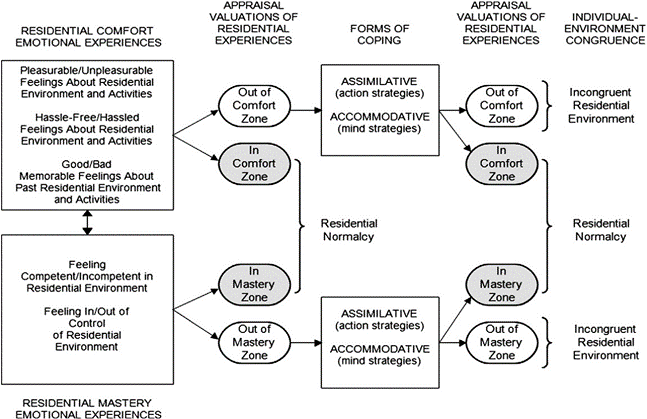 RESIDENTIAL COMFORT
EMOTIONAL EXPERIENCES
APPRAISAL
VALUATIONS OF
RESIDENTIAL
EXPERIENCES
FORMS OF
COPING
APPRAISAL
VALUATIONS OF
RESIDENTIAL
EXPERIENCES
INDIVIDUAL-
ENVIRONMENT
CONGRUENCE
Pleasurable/Unpleasurable
Feelings About Residential
Environment and Activities
Hassle-Free/Hassled
Feelings About Residential
Environment and Activities
Good/Bad
Memorable Feelings About
Past Residential Environment
and Activities
Out of
Comfort
Zone
In
Comfort
Zone
ASSIMILATIVE
(action strategies)
ACCOMMODATIVE
(mind strategies)
Out of
Comfort
Zone
In
Comfort
Zone
Incongruent
Residential
Environment
Residential
Normalcy
Residential
Normalcy
Feeling
Competent/Incompetent in
Residential Environment
Feeling In/Out of
Control
of Residential
Environment
In
Mastery
Zone
Out of
Mastery
Zone
ASSIMILATIVE
(action strategies)
ACCOMMODATIVE
(mind strategies)
In
Mastery
Zone
Out of
Mastery
Zone
Incongruent
Residential
Environment
RESIDENTIAL MASTERY
EMOTIONAL EXPERIENCES